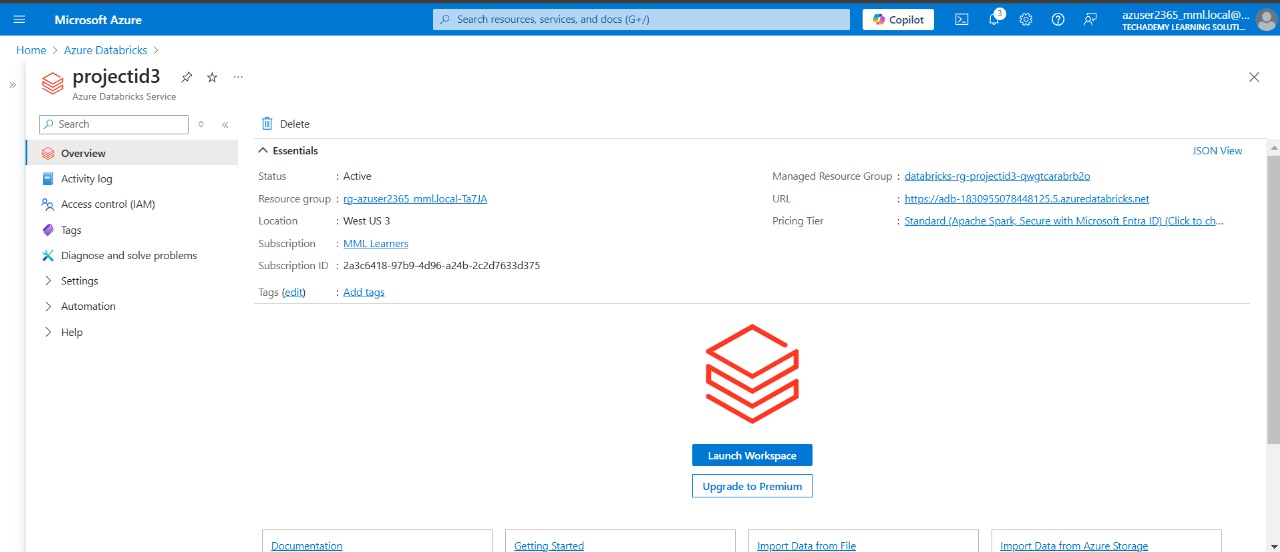 Microsoft Azure
Search resources, services, and docs (G+/)
Copilot
3
azuser2365_mml.local@...
TECHADEMY LEARNING SOLUTI...
Home > Azure Databricks >
projectid3
Azure Databricks Service
Search
Overview
Activity log
Access control (IAM)
Tags
Diagnose and solve problems
Settings
Automation
Help
Delete
Essentials
JSON View
Status : Active
Resource group : rg-azuser2365_mml.local-Ta7JA
Location : West US 3
Subscription : MML Learners
Subscription ID : 2a3c6418-97b9-4d96-a24b-2c2d7633d375
Tags (edit) : Add tags
Managed Resource Group : databricks-rg-projectid3-qwgtcarabrb2o
URL : https://adb-1830955078448125.5.azuredatabricks.net
Pricing Tier : Standard (Apache Spark, Secure with Microsoft Entra ID) (Click to ch...
Launch Workspace
Upgrade to Premium
Documentation
Getting Started
Import Data from File
Import Data from Azure Storage